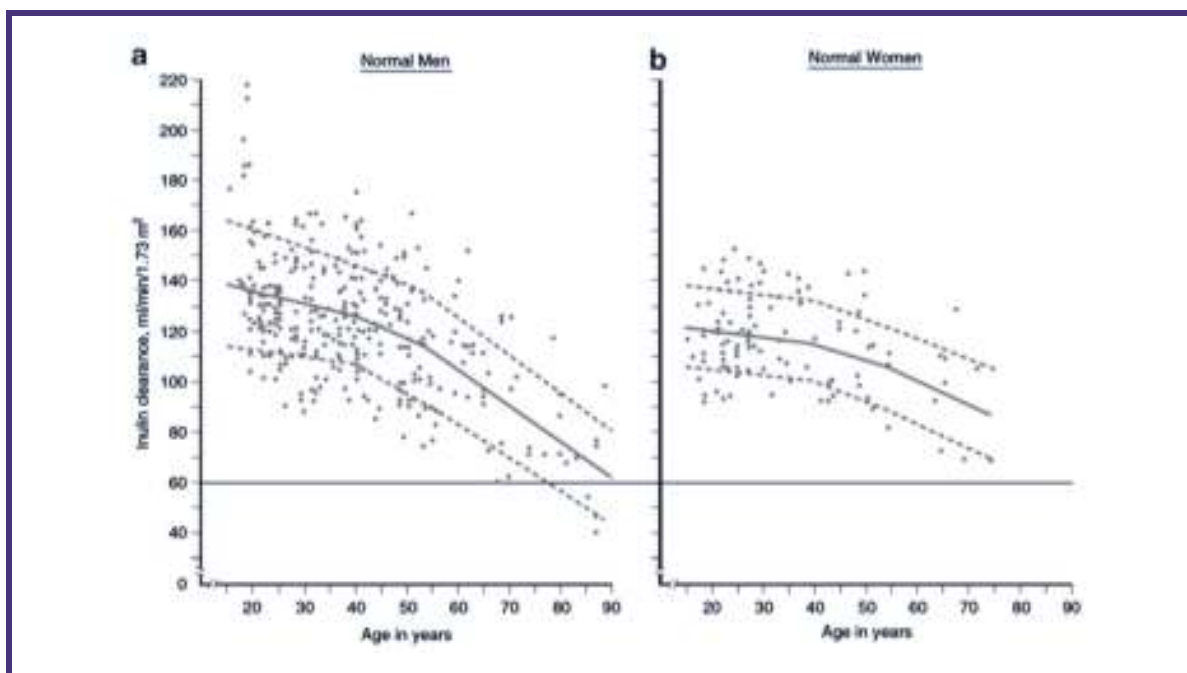 a
Normal Men
b
Normal Women
220
200
180
160
140
120
100
80
60
40
0
Inulin clearance, ml/min/1.73 m²
20 30 40 50 60 70 80 90
Age in years
20 30 40 50 60 70 80 90
Age in years